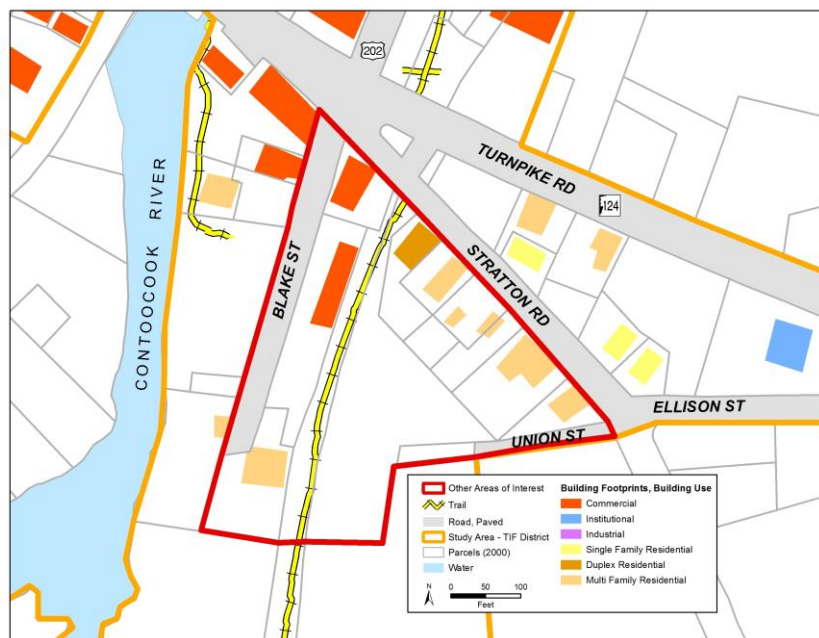 202
TURNPIKE RD
124
CONTOOCOOK RIVER
BLAKE ST
STRATTON RD
ELLISON ST
UNION ST
Other Areas of Interest
Trail
Road, Paved
Study Area - TIF District
Parcels (2000)
Water
N
0 50 100
Feet
Building Footprints, Building Use
Commercial
Institutional
Industrial
Single Family Residential
Duplex Residential
Multi Family Residential